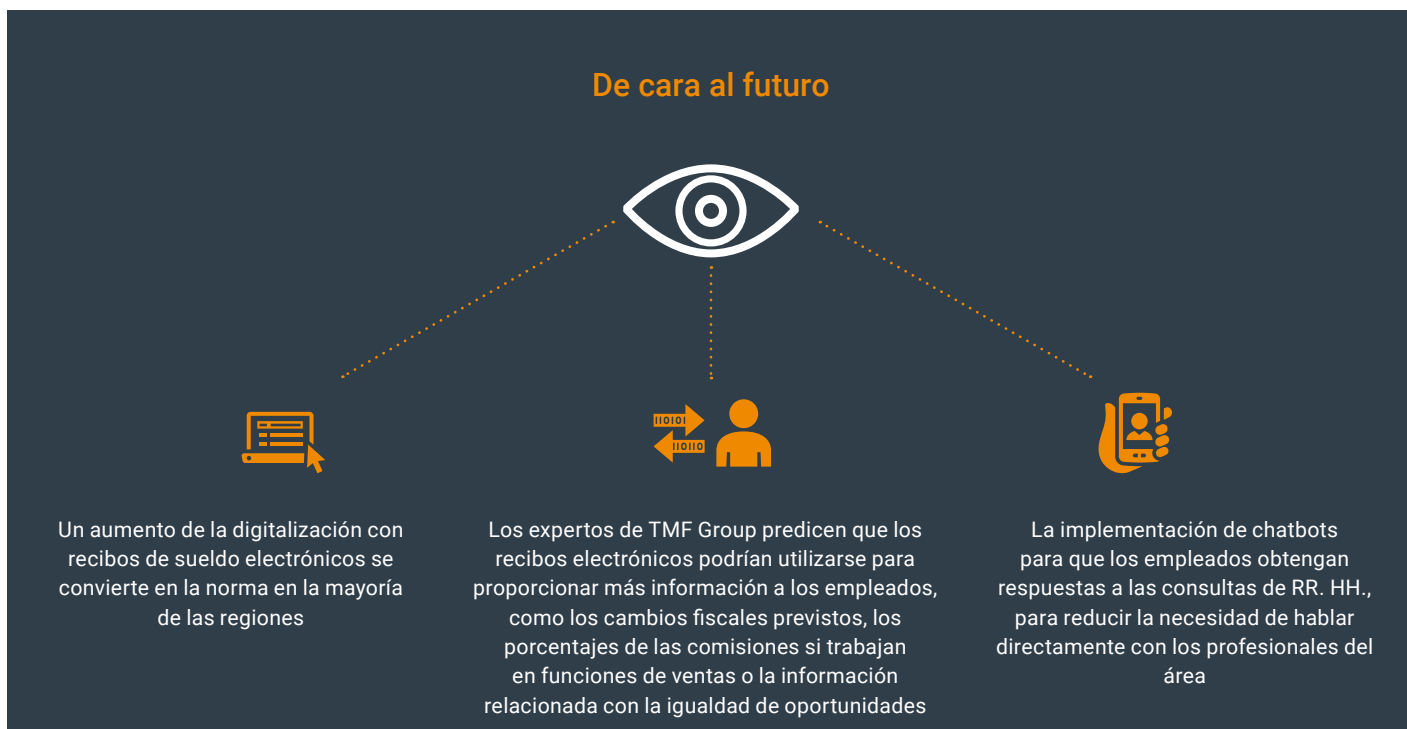 De cara al futuro
11010
110110
Un aumento de la digitalización con
recibos de sueldo electrónicos se
convierte en la norma en la mayoría
de las regiones
Los expertos de TMF Group predicen que los
recibos electrónicos podrían utilizarse para
proporcionar más información a los empleados,
como los cambios fiscales previstos, los
porcentajes de las comisiones si trabajan
en funciones de ventas o la información
relacionada con la igualdad de oportunidades
La implementación de chatbots
para que los empleados obtengan
respuestas a las consultas de RR. HH.,
para reducir la necesidad de hablar
directamente con los profesionales del
área